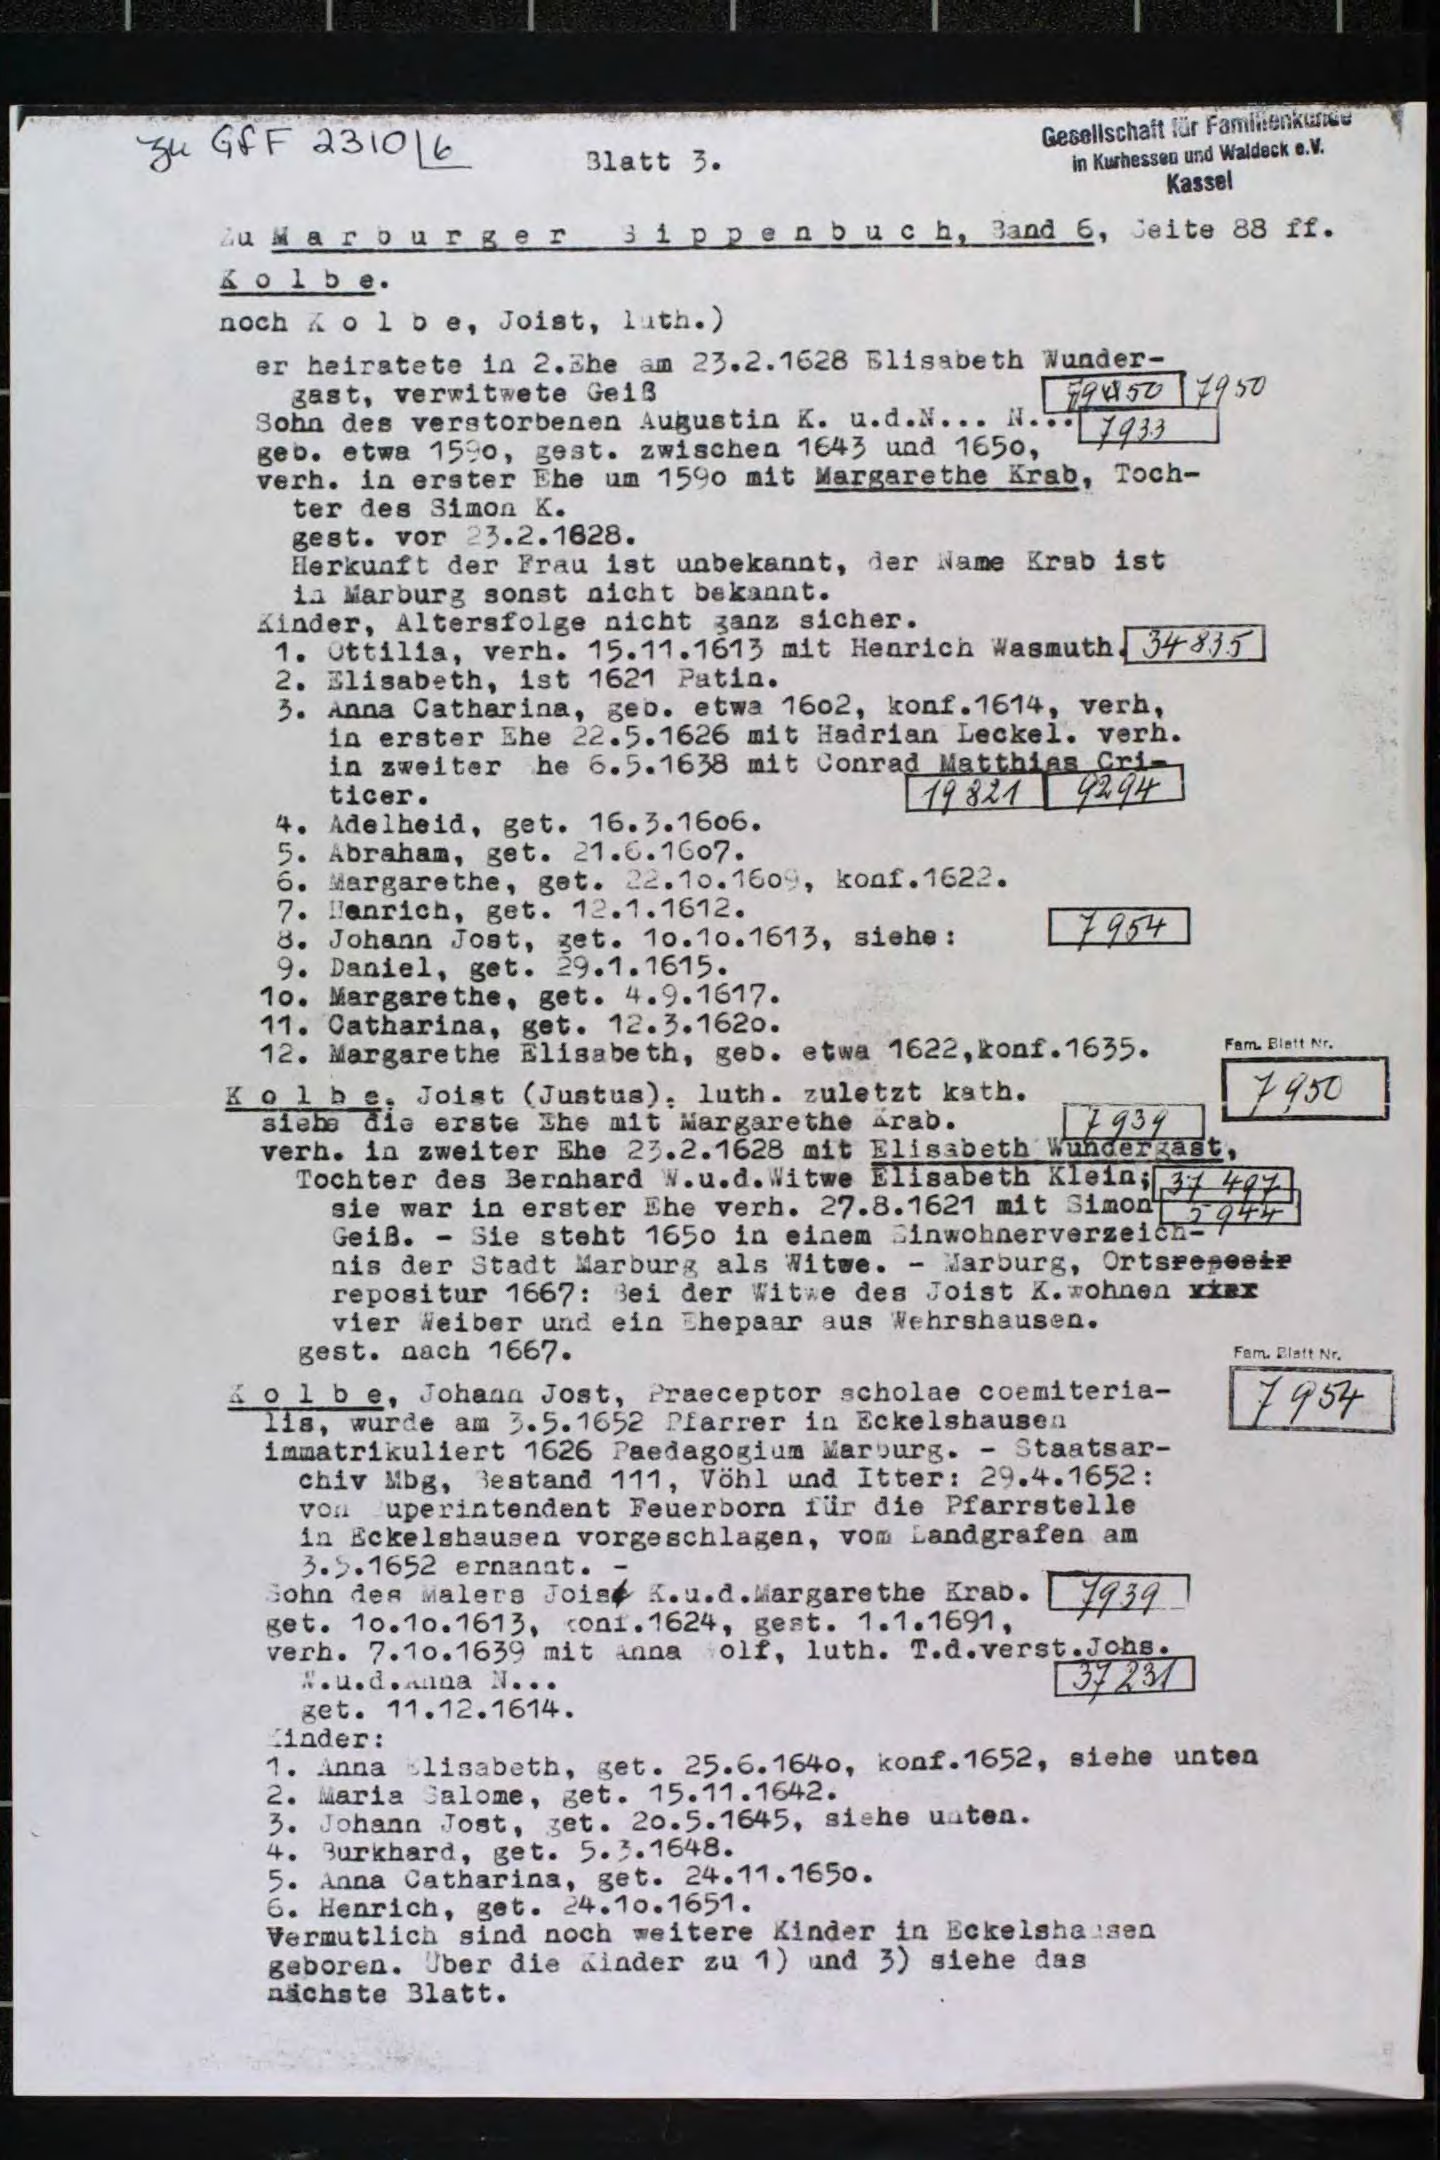 zu GfF 2310/6
Blatt 3.
Gesellschaft für Familienkunde
in Kurhessen und Waldeck e.V.
Kassel
Zu M a r b u r g e r  S i p p e n b u c h, Band 6, Seite 88 ff.
K o l b e.
noch K o l b e, Joist, luth.)
er heiratete in 2.Ehe am 23.2.1628 Elisabeth Wunder-
gast, verwitwete Geiß
7950
Sohn des verstorbenen Augustin K. u.d.N... N...
7933
geb. etwa 1590, gest. zwischen 1643 und 1650,
verh. in erster Ehe um 1590 mit Margarethe Krab, Toch-
ter des Simon K.
gest. vor 23.2.1628.
Herkunft der Frau ist unbekannt, der Name Krab ist
in Marburg sonst nicht bekannt.
Kinder, Altersfolge nicht ganz sicher.
1. Ottilia, verh. 15.11.1613 mit Henrich Wasmuth. 34835
2. Elisabeth, ist 1621 Patin.
3. Anna Catharina, geb. etwa 1602, konf.1614, verh,
in erster Ehe 22.5.1626 mit Hadrian Leckel. verh.
in zweiter he 6.5.1638 mit Conrad Matthias Cri-
ticer. 19821 9294
4. Adelheid, get. 16.3.1606.
5. Abraham, get. 21.6.1607.
6. Margarethe, get. 22.10.1609, konf.1622.
7. Henrich, get. 12.1.1612.
8. Johann Jost, get. 10.10.1613, siehe: 7954
9. Daniel, get. 29.1.1615.
10. Margarethe, get. 4.9.1617.
11. Catharina, get. 12.3.1620.
12. Margarethe Elisabeth, geb. etwa 1622,konf.1635.
Fam. Blatt Nr.
7950
K o l b e, Joist (Justus), luth. zuletzt kath.
siehe die erste Ehe mit Margarethe Krab. 7939
verh. in zweiter Ehe 23.2.1628 mit Elisabeth Wundergast,
Tochter des Bernhard W.u.d.Witwe Elisabeth Klein; 37 497
sie war in erster Ehe verh. 27.8.1621 mit Simon 5944
Geiß. - Sie steht 1650 in einem Einwohnerverzeich-
nis der Stadt Marburg als Witwe. - Marburg, Ortsreposir
repositur 1667: Bei der Witwe des Joist K.wohnen vier
vier Weiber und ein Ehepaar aus Wehrshausen.
gest. nach 1667.
Fam. Blatt Nr.
7954
K o l b e, Johann Jost, Praeceptor scholae coemiteria-
lis, wurde am 3.5.1652 Pfarrer in Eckelshausen
immatrikuliert 1626 Paedagogium Marburg. - Staatsar-
chiv Mbg, Bestand 111, Vöhl und Itter: 29.4.1652:
von uperintendent Feuerborn für die Pfarrstelle
in Eckelshausen vorgeschlagen, vom Landgrafen am
3.5.1652 ernannt. -
Sohn des Malers Joist K.u.d.Margarethe Krab. 7939
get. 10.10.1613, konf.1624, gest. 1.1.1691,
verh. 7.10.1639 mit Anna Wolf, luth. T.d.verst.Johs.
W.u.d.Anna N... 37231
get. 11.12.1614.
Kinder:
1. Anna Elisabeth, get. 25.6.1640, konf.1652, siehe unten
2. Maria Salome, get. 15.11.1642.
3. Johann Jost, get. 20.5.1645, siehe unten.
4. Burkhard, get. 5.3.1648.
5. Anna Catharina, get. 24.11.1650.
6. Henrich, get. 24.10.1651.
Vermutlich sind noch weitere Kinder in Eckelshausen
geboren. Über die Kinder zu 1) und 3) siehe das
nächste Blatt.